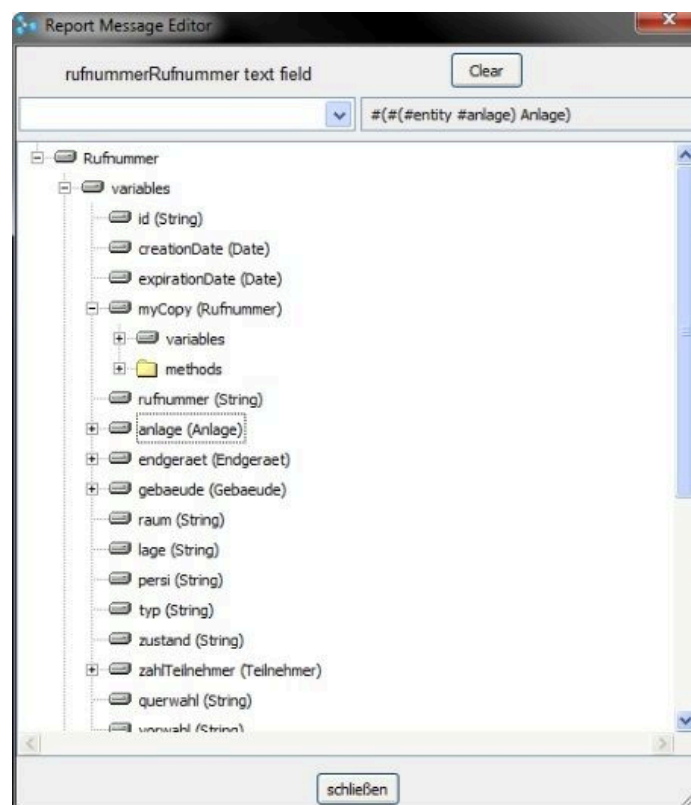 Report Message Editor
rufnummerRufnummer text field
Clear
#(#(#entity #anlage) Anlage)
Rufnummer
variables
id (String)
creationDate (Date)
expirationDate (Date)
myCopy (Rufnummer)
variables
methods
rufnummer (String)
anlage (Anlage)
endgeraet (Endgeraet)
gebaeude (Gebaeude)
raum (String)
lage (String)
persi (String)
typ (String)
zustand (String)
zahlTeilnehmer (Teilnehmer)
querwahl (String)
vorwahl (String)
schließen